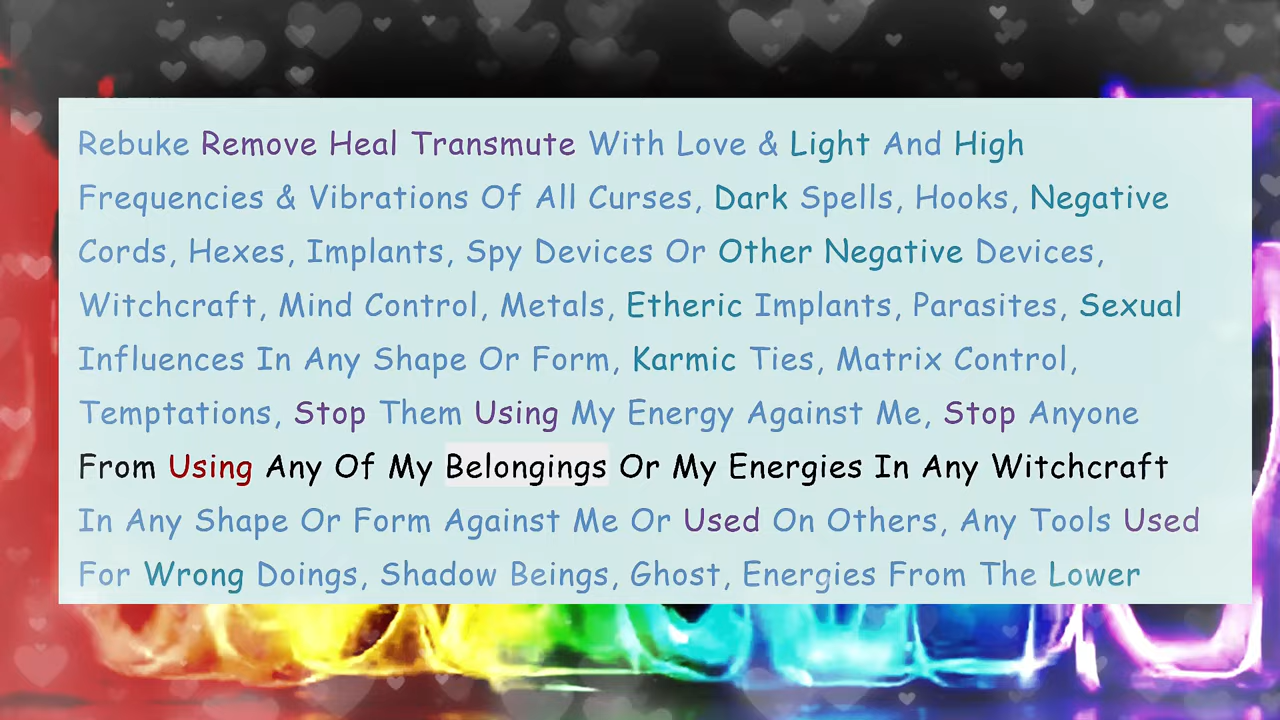 Rebuke Remove Heal Transmute With Love & Light And High
Frequencies & Vibrations Of All Curses, Dark Spells, Hooks, Negative
Cords, Hexes, Implants, Spy Devices Or Other Negative Devices,
Witchcraft, Mind Control, Metals, Etheric Implants, Parasites, Sexual
Influences In Any Shape Or Form, Karmic Ties, Matrix Control,
Temptations, Stop Them Using My Energy Against Me, Stop Anyone
From Using Any Of My Belongings Or My Energies In Any Witchcraft
In Any Shape Or Form Against Me Or Used On Others, Any Tools Used
For Wrong Doings, Shadow Beings, Ghost, Energies From The Lower